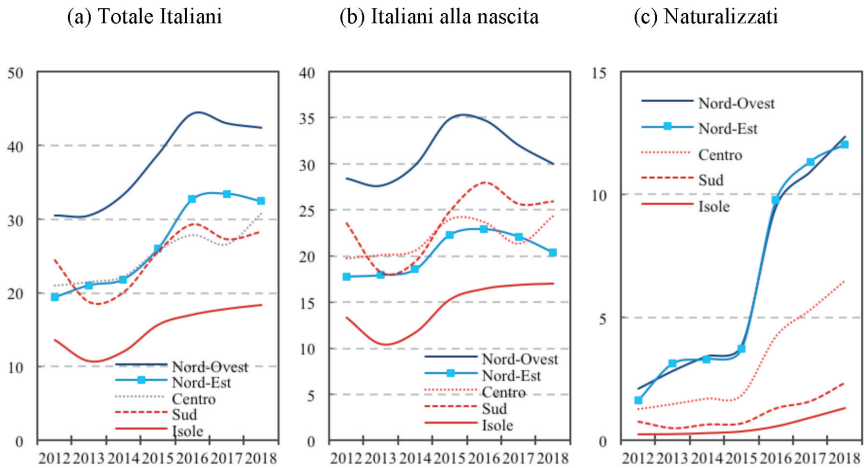 (a) Totale Italiani
(b) Italiani alla nascita
(c) Naturalizzati
50
40
30
20
10
0
Nord-Ovest
Nord-Est
Centro
Sud
Isole
2012 2013 2014 2015 2016 2017 2018
40
35
30
25
20
15
10
5
0
Nord-Ovest
Nord-Est
Centro
Sud
Isole
2012 2013 2014 2015 2016 2017 2018
15
10
5
0
Nord-Ovest
Nord-Est
Centro
Sud
Isole
2012 2013 2014 2015 2016 2017 2018